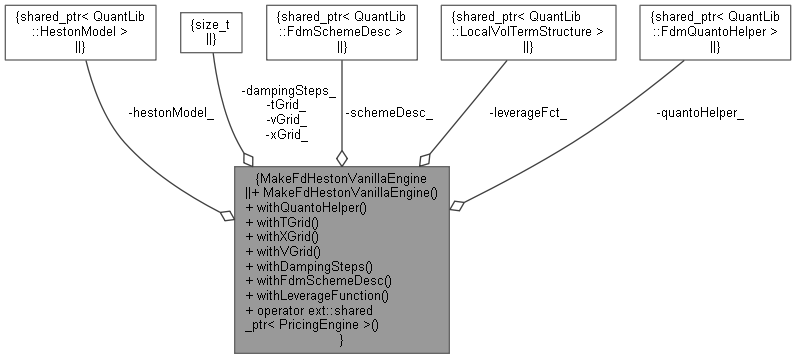 {shared_ptr< QuantLib
::HestonModel >
||}
{size_t
||}
{shared_ptr< QuantLib
::FdmSchemeDesc >
||}
{shared_ptr< QuantLib
::LocalVolTermStructure >
||}
{shared_ptr< QuantLib
::FdmQuantoHelper >
||}
-hestonModel_
-dampingSteps_
-tGrid_
-vGrid_
-xGrid_
-schemeDesc_
-leverageFct_
-quantoHelper_
{MakeFdHestonVanillaEngine
||+ MakeFdHestonVanillaEngine()
+ withQuantoHelper()
+ withTGrid()
+ withXGrid()
+ withVGrid()
+ withDampingSteps()
+ withFdmSchemeDesc()
+ withLeverageFunction()
+ operator ext::shared
_ptr< PricingEngine >()
}